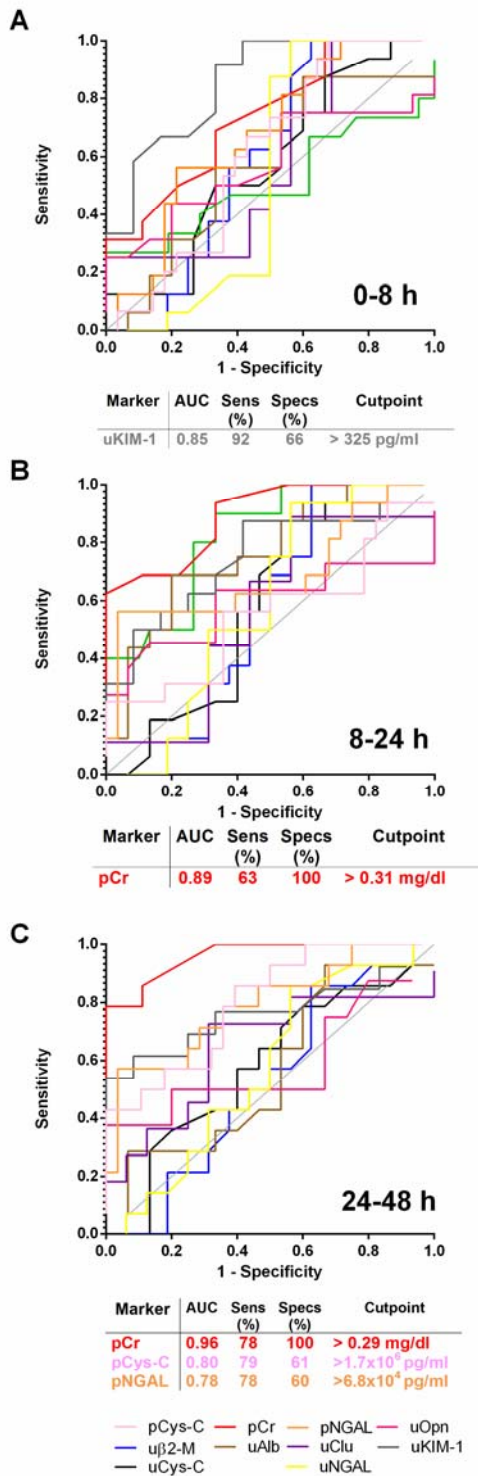 A
Sensitivity
1.0
0.8
0.6
0.4
0.2
0.0
0.0 0.2 0.4 0.6 0.8 1.0
0-8 h
1 - Specificity
Marker AUC Sens (%) Specs (%) Cutpoint
uKIM-1 0.85 92 66 > 325 pg/ml
B
Sensitivity
1.0
0.8
0.6
0.4
0.2
0.0
0.0 0.2 0.4 0.6 0.8 1.0
8-24 h
1 - Specificity
Marker AUC Sens (%) Specs (%) Cutpoint
pCr 0.89 63 100 > 0.31 mg/dl
C
Sensitivity
1.0
0.8
0.6
0.4
0.2
0.0
0.0 0.2 0.4 0.6 0.8 1.0
24-48 h
1 - Specificity
Marker AUC Sens (%) Specs (%) Cutpoint
pCr 0.96 78 100 > 0.29 mg/dl
pCys-C 0.80 79 61 >1.7x10⁶ pg/ml
pNGAL 0.78 78 60 >6.8x10⁴ pg/ml
pCys-C pCr pNGAL uOpn
uβ2-M uAlb uClu uKIM-1
uCys-C uNGAL